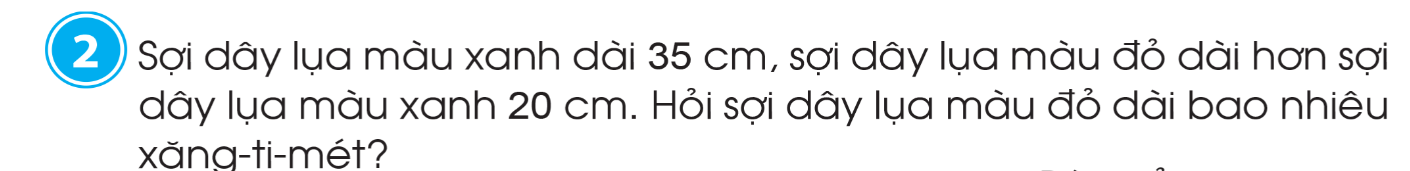 2 Sợi dây lụa màu xanh dài 35 cm, sợi dây lụa màu đỏ dài hơn sợi
dây lụa màu xanh 20 cm. Hỏi sợi dây lụa màu đỏ dài bao nhiêu
xăng-ti-mét?